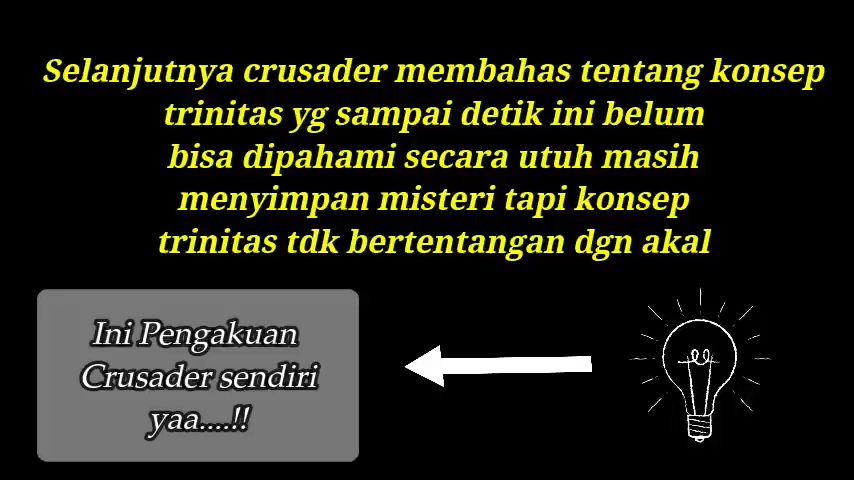 Selanjutnya crusader membahas tentang konsep
trinitas yg sampai detik ini belum
bisa dipahami secara utuh masih
menyimpan misteri tapi konsep
trinitas tdk bertentangan dgn akal
Ini Pengakuan
Crusader sendiri
yaa....!!